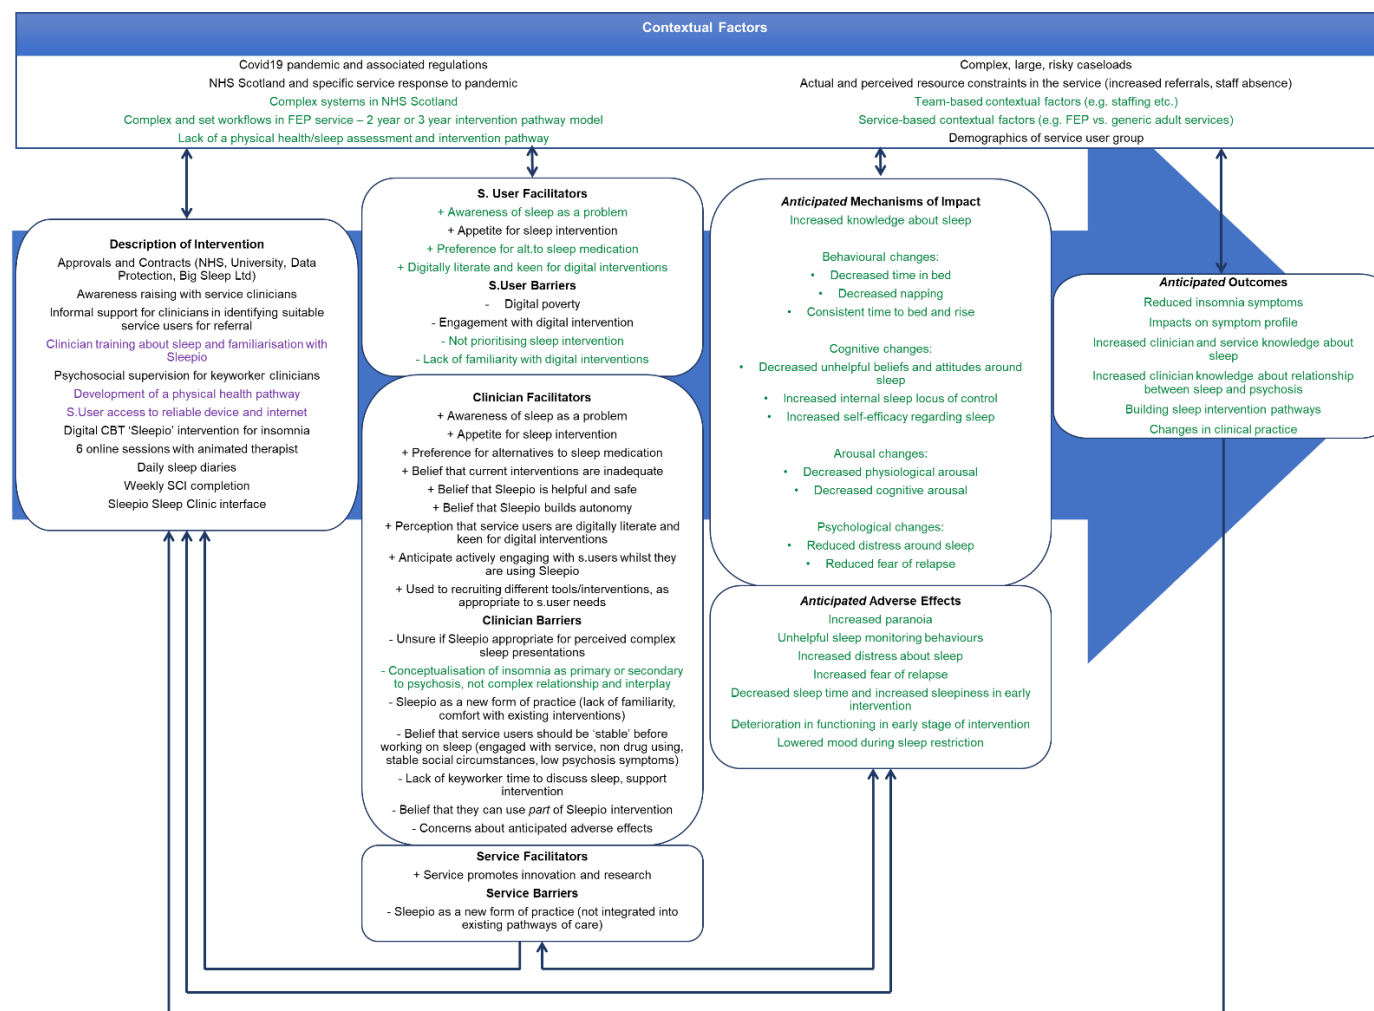 Contextual Factors
Covid19 pandemic and associated regulations
NHS Scotland and specific service response to pandemic
Complex systems in NHS Scotland
Complex and set workflows in FEP service – 2 year or 3 year intervention pathway model
Lack of a physical health/sleep assessment and intervention pathway
Complex, large, risky caseloads
Actual and perceived resource constraints in the service (increased referrals, staff absence)
Team-based contextual factors (e.g. staffing etc.)
Service-based contextual factors (e.g. FEP vs. generic adult services)
Demographics of service user group
Description of Intervention
Approvals and Contracts (NHS, University, Data
Protection, Big Sleep Ltd)
Awareness raising with service clinicians
Informal support for clinicians in identifying suitable
service users for referral
Clinician training about sleep and familiarisation with
Sleepio
Psychosocial supervision for keyworker clinicians
Development of a physical health pathway
S.User access to reliable device and internet
Digital CBT 'Sleepio' intervention for insomnia
6 online sessions with animated therapist
Daily sleep diaries
Weekly SCI completion
Sleepio Sleep Clinic interface
S. User Facilitators
+ Awareness of sleep as a problem
+ Appetite for sleep intervention
+ Preference for alt.to sleep medication
+ Digitally literate and keen for digital interventions
S.User Barriers
- Digital poverty
- Engagement with digital intervention
- Not prioritising sleep intervention
- Lack of familiarity with digital interventions
Clinician Facilitators
+ Awareness of sleep as a problem
+ Appetite for sleep intervention
+ Preference for alternatives to sleep medication
+ Belief that current interventions are inadequate
+ Belief that Sleepio is helpful and safe
+ Belief that Sleepio builds autonomy
+ Perception that service users are digitally literate and
keen for digital interventions
+ Anticipate actively engaging with s.users whilst they
are using Sleepio
+ Used to recruiting different tools/interventions, as
appropriate to s.user needs
Clinician Barriers
- Unsure if Sleepio appropriate for perceived complex
sleep presentations
- Conceptualisation of insomnia as primary or secondary
to psychosis, not complex relationship and interplay
- Sleepio as a new form of practice (lack of familiarity,
comfort with existing interventions)
- Belief that service users should be 'stable' before
working on sleep (engaged with service, non drug using,
stable social circumstances, low psychosis symptoms)
- Lack of keyworker time to discuss sleep, support
intervention
- Belief that they can use part of Sleepio intervention
- Concerns about anticipated adverse effects
Service Facilitators
+ Service promotes innovation and research
Service Barriers
- Sleepio as a new form of practice (not integrated into
existing pathways of care)
Anticipated Mechanisms of Impact
Increased knowledge about sleep
Behavioural changes:
• Decreased time in bed
• Decreased napping
• Consistent time to bed and rise
Cognitive changes:
• Decreased unhelpful beliefs and attitudes around
sleep
• Increased internal sleep locus of control
• Increased self-efficacy regarding sleep
Arousal changes:
• Decreased physiological arousal
• Decreased cognitive arousal
Psychological changes:
• Reduced distress around sleep
• Reduced fear of relapse
Anticipated Adverse Effects
Increased paranoia
Unhelpful sleep monitoring behaviours
Increased distress about sleep
Increased fear of relapse
Decreased sleep time and increased sleepiness in early
intervention
Deterioration in functioning in early stage of intervention
Lowered mood during sleep restriction
Anticipated Outcomes
Reduced insomnia symptoms
Impacts on symptom profile
Increased clinician and service knowledge about
sleep
Increased clinician knowledge about relationship
between sleep and psychosis
Building sleep intervention pathways
Changes in clinical practice